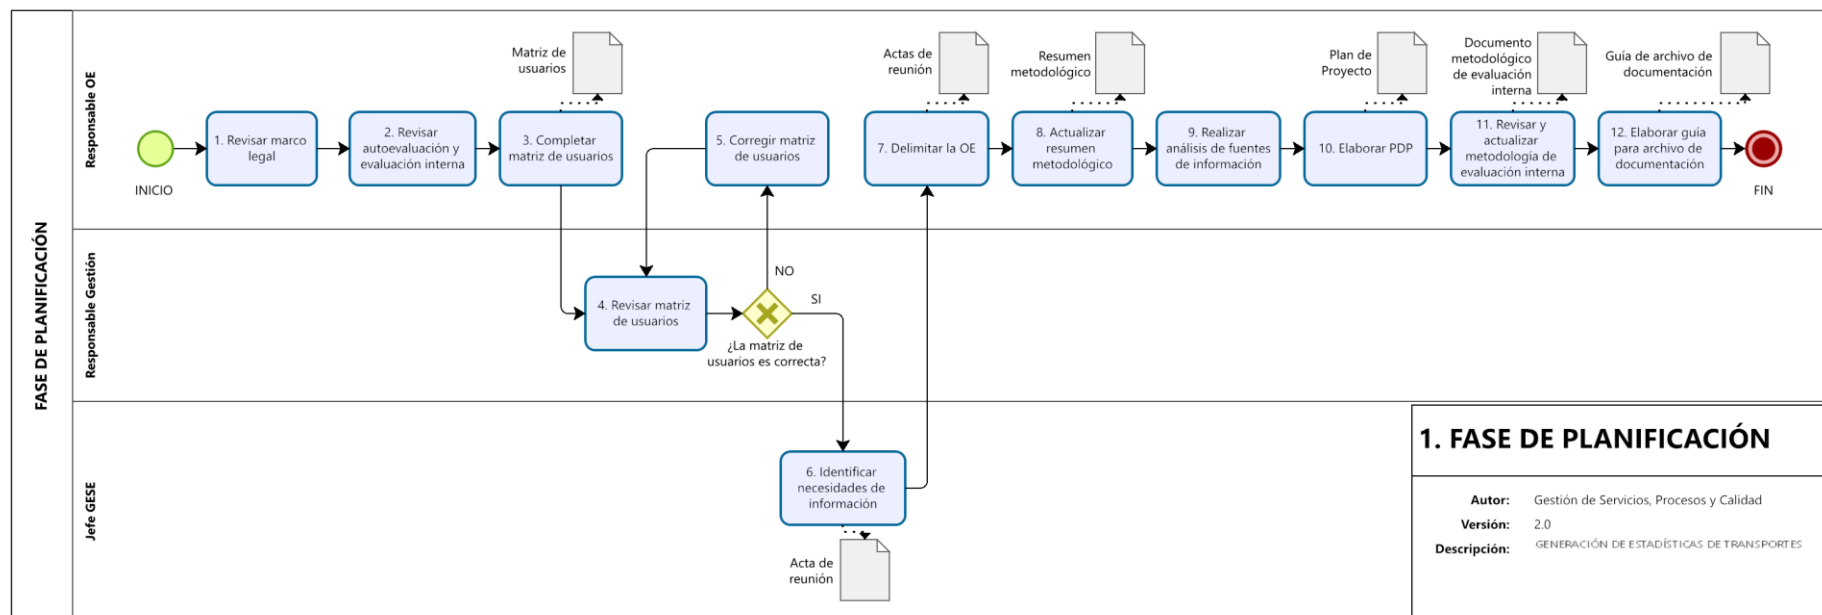 FASE DE PLANIFICACIÓN
Responsable OE
INICIO
1. Revisar marco
legal
2. Revisar
autoevaluación y
evaluación interna
3. Completar
matriz de usuarios
Matriz de
usuarios
5. Corregir matriz
de usuarios
7. Delimitar la OE
Actas de
reunión
8. Actualizar
resumen
metodológico
Resumen
metodológico
9. Realizar
análisis de fuentes
de información
10. Elaborar PDP
Plan de
Proyecto
11. Revisar y
actualizar
metodología de
evaluación interna
Documento
metodológico
de evaluación
interna
12. Elaborar guía
para archivo de
documentación
Guía de archivo de
documentación
FIN
Responsable Gestión
4. Revisar matriz
de usuarios
NO
SI
¿La matriz de
usuarios es correcta?
Jefe GESE
6. Identificar
necesidades de
información
Acta de
reunión
1. FASE DE PLANIFICACIÓN
Autor: Gestión de Servicios, Procesos y Calidad
Versión: 2.0
Descripción: GENERACIÓN DE ESTADÍSTICAS DE TRANSPORTES